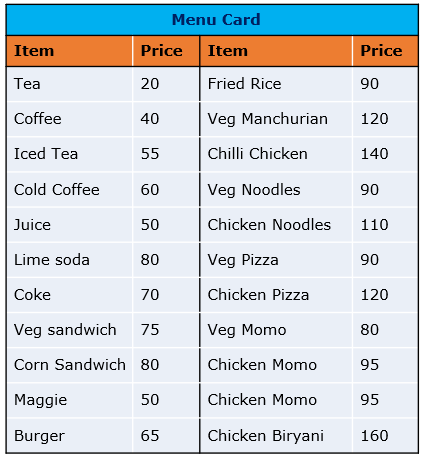 Menu Card
Item Price Item Price
Tea 20 Fried Rice 90
Coffee 40 Veg Manchurian 120
Iced Tea 55 Chilli Chicken 140
Cold Coffee 60 Veg Noodles 90
Juice 50 Chicken Noodles 110
Lime soda 80 Veg Pizza 90
Coke 70 Chicken Pizza 120
Veg sandwich 75 Veg Momo 80
Corn Sandwich 80 Chicken Momo 95
Maggie 50 Chicken Momo 95
Burger 65 Chicken Biryani 160